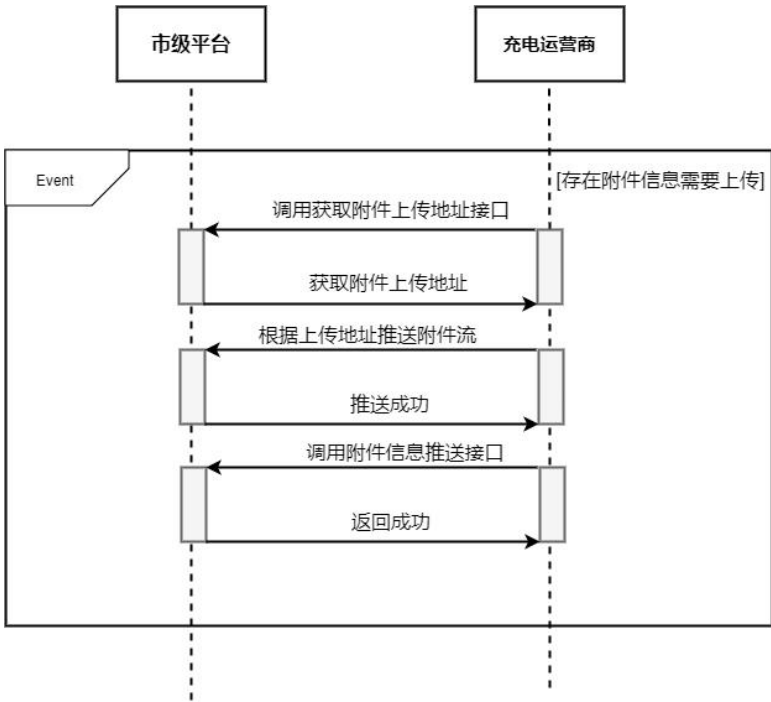 市级平台
充电运营商
Event
[存在附件信息需要上传]
调用获取附件上传地址接口
获取附件上传地址
根据上传地址推送附件流
推送成功
调用附件信息推送接口
返回成功